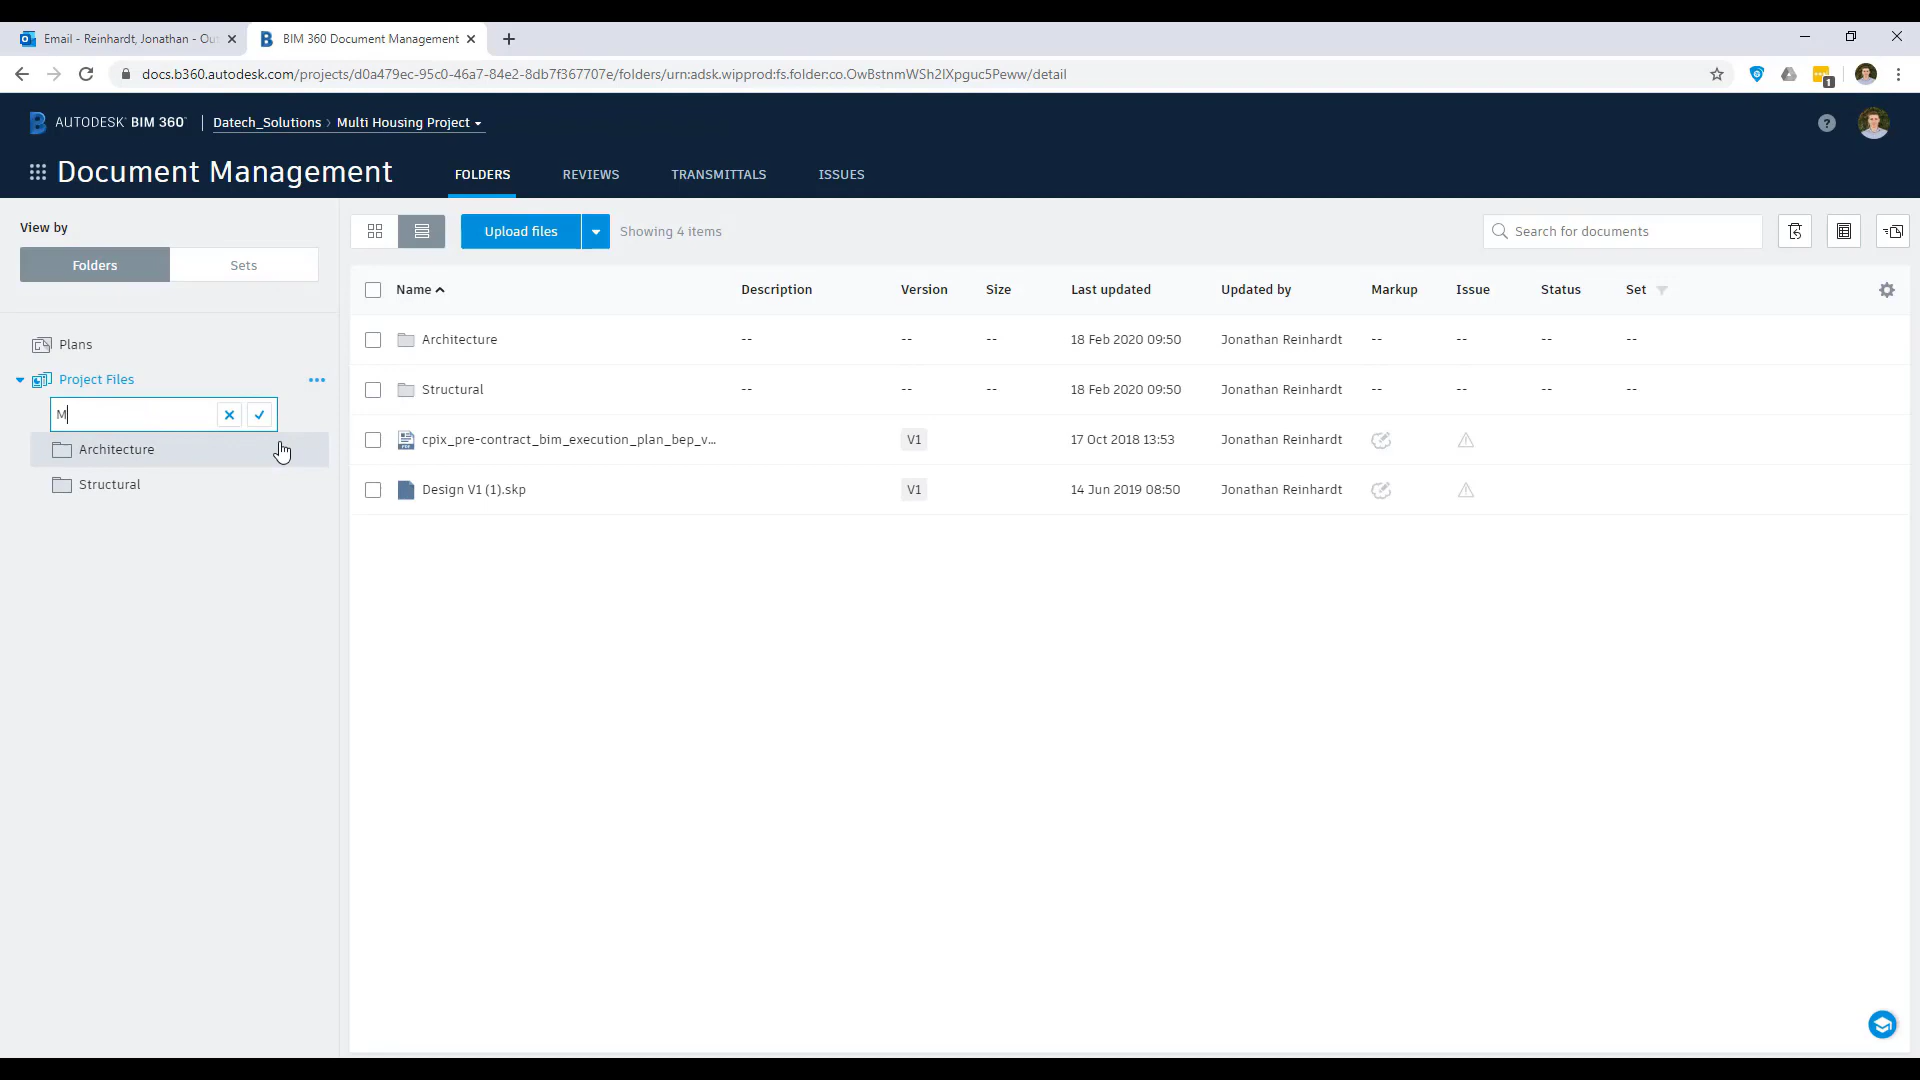 Email - Reinhardt, Jonathan - Ou
BIM 360 Document Management
docs.b360.autodesk.com/projects/d0a479ec-95c0-46a7-84e2-8db7f367707e/folders/urn:adsk.wipprod:fs.folder:co.OwBstnmWSh2lXpguc5Peww/detail
1
AUTODESK BIM 360 Datech_Solutions > Multi Housing Project
Document Management
FOLDERS REVIEWS TRANSMITTALS ISSUES
View by
Folders Sets
Plans
Project Files
M
Architecture
Structural
Upload files Showing 4 items Search for documents
Name Description Version Size Last updated Updated by Markup Issue Status Set
Architecture -- -- -- 18 Feb 2020 09:50 Jonathan Reinhardt -- -- -- --
Structural -- -- -- 18 Feb 2020 09:50 Jonathan Reinhardt -- -- -- --
cpix_pre-contract_bim_execution_plan_bep_v... V1 17 Oct 2018 13:53 Jonathan Reinhardt
Design V1 (1).skp V1 14 Jun 2019 08:50 Jonathan Reinhardt